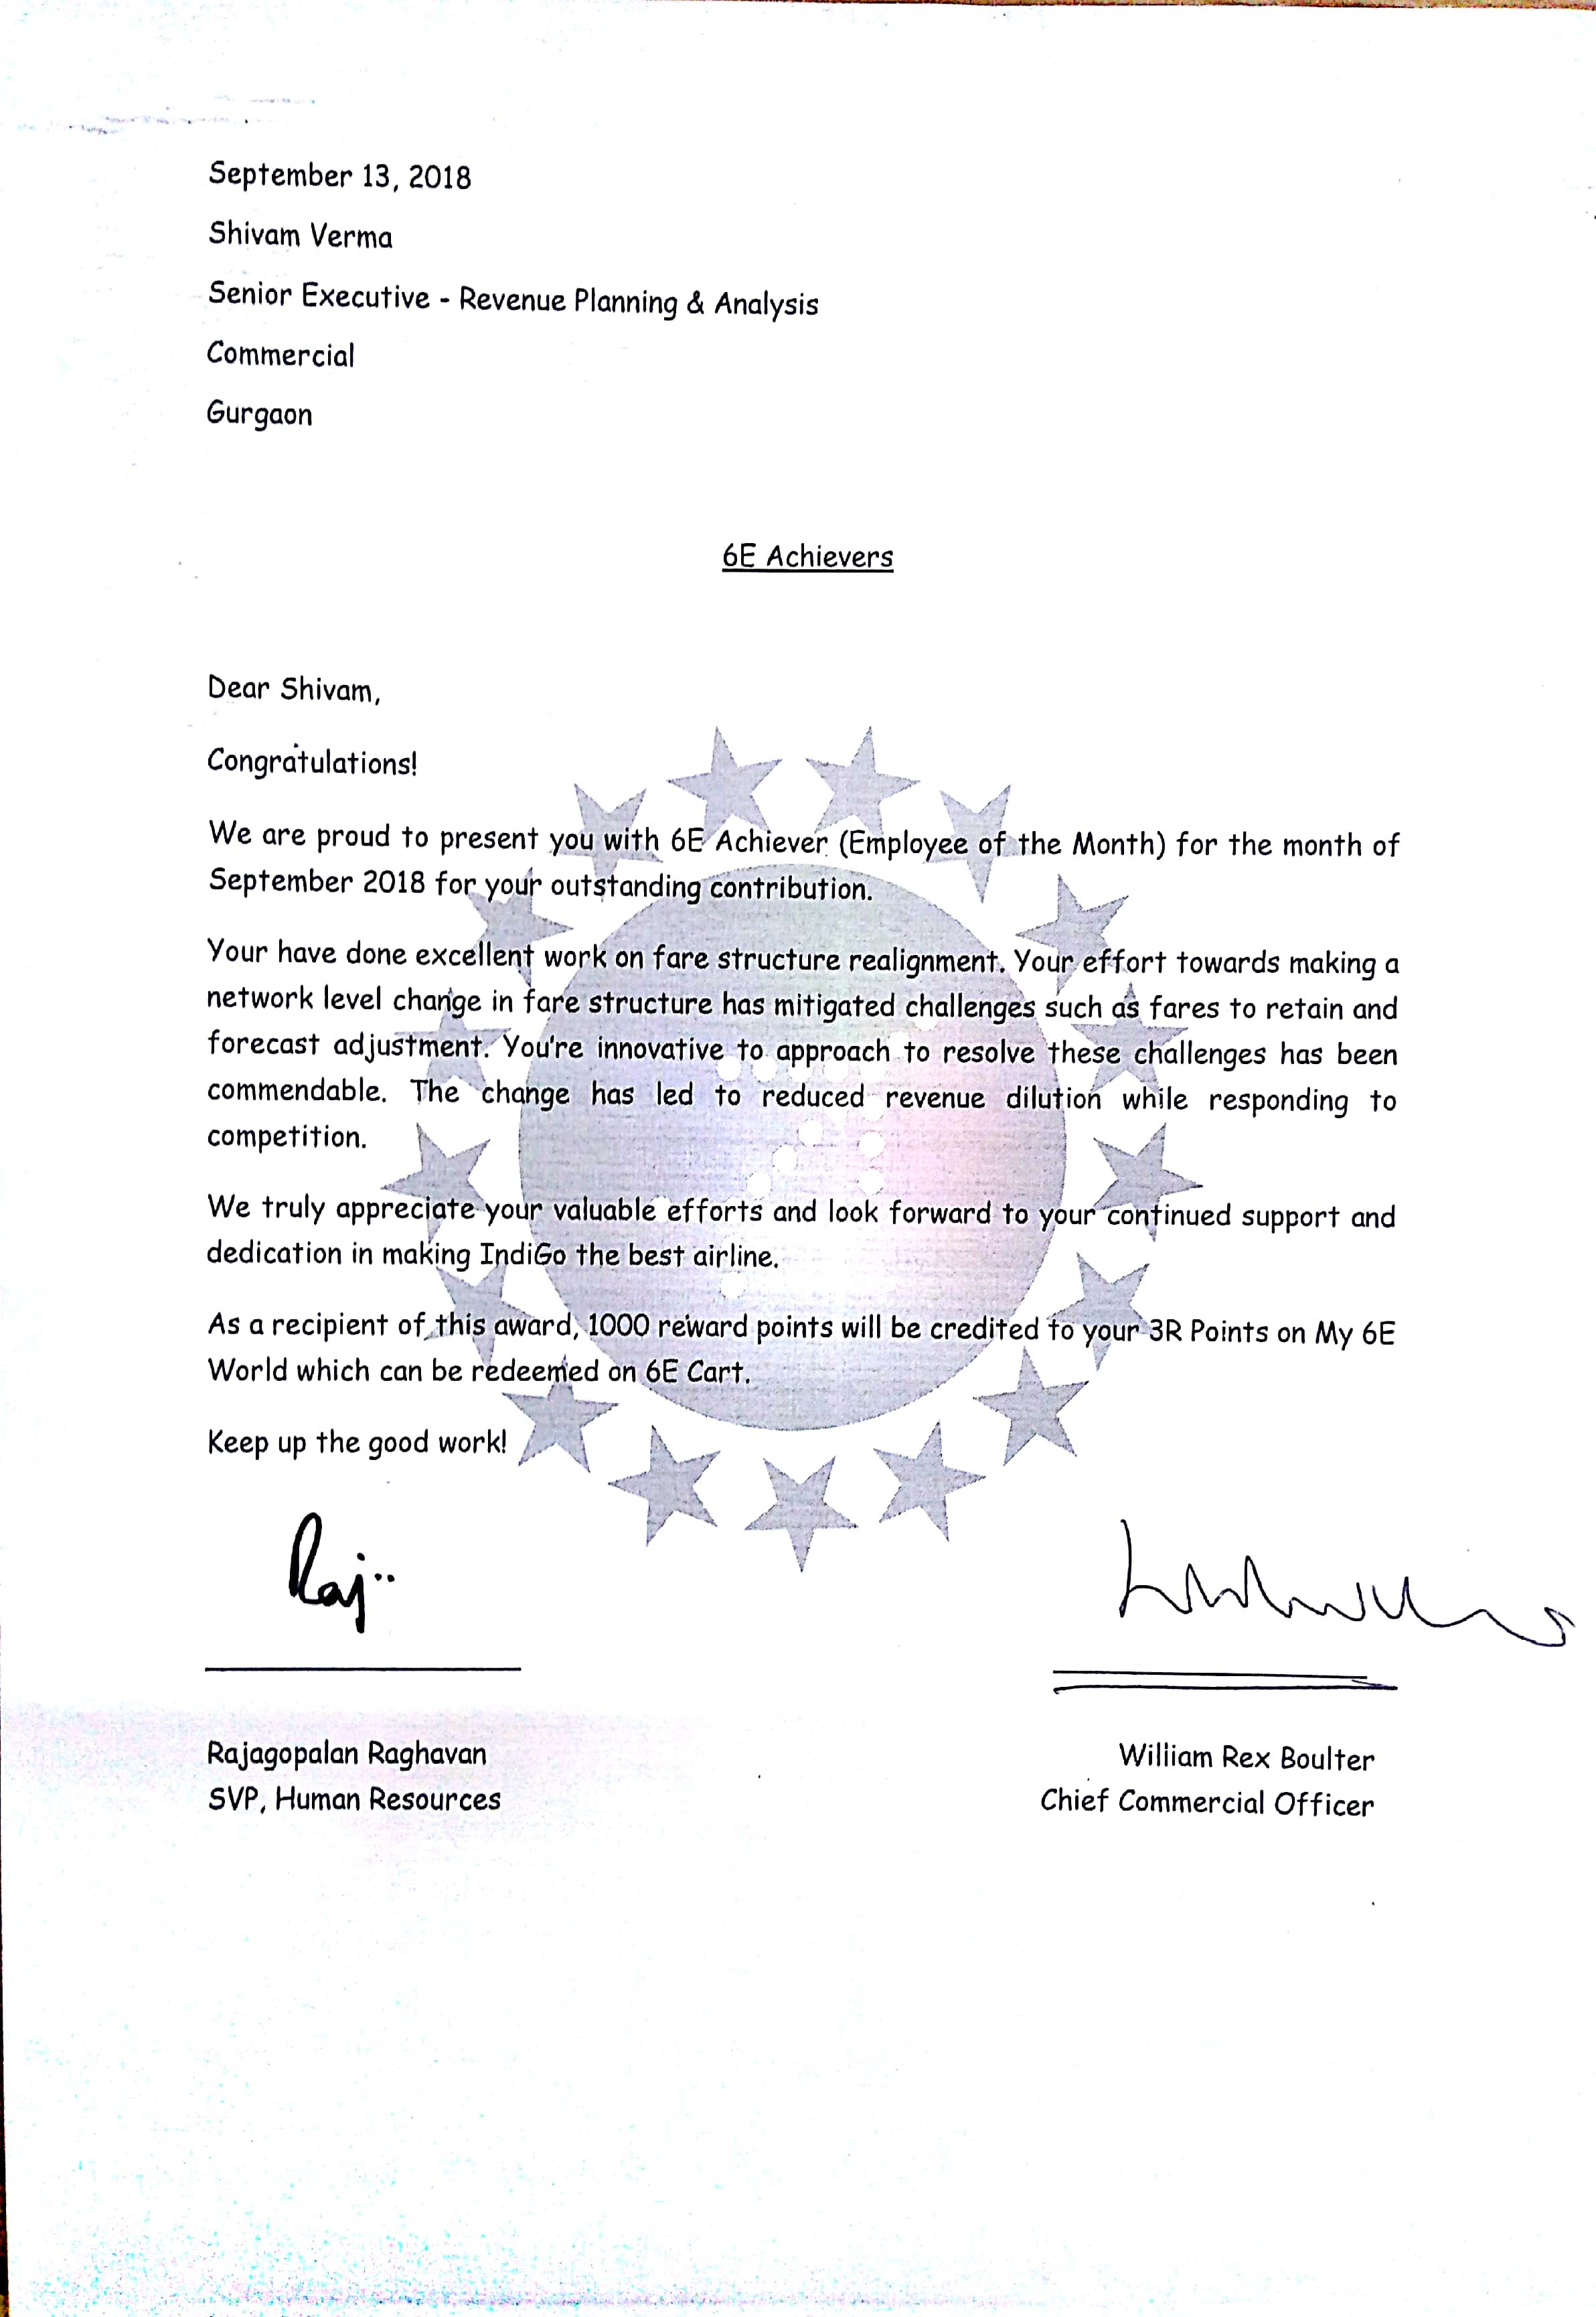 September 13, 2018
Shivam Verma
Senior Executive - Revenue Planning & Analysis
Commercial
Gurgaon
6E Achievers
Dear Shivam,
Congratulations!
We are proud to present you with 6E Achiever (Employee of the Month) for the month of
September 2018 for your outstanding contribution.
Your have done excellent work on fare structure realignment. Your effort towards making a
network level change in fare structure has mitigated challenges such as fares to retain and
forecast adjustment. You're innovative to approach to resolve these challenges has been
commendable. The change has led to reduced revenue dilution while responding to
competition.
We truly appreciate your valuable efforts and look forward to your continued support and
dedication in making IndiGo the best airline.
As a recipient of this award, 1000 reward points will be credited to your 3R Points on My 6E
World which can be redeemed on 6E Cart.
Keep up the good work!
Raj
Rajagopalan Raghavan
SVP, Human Resources
William Rex Boulter
Chief Commercial Officer